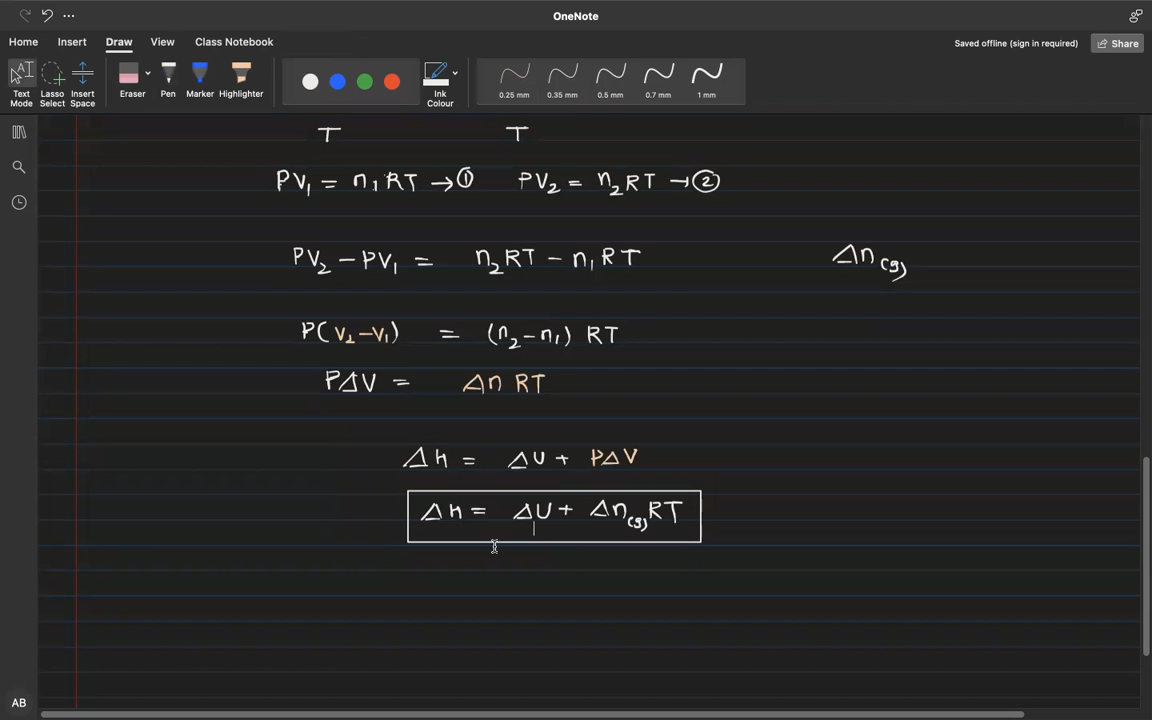 OneNote
Home Insert Draw View Class Notebook
Saved offline (sign in required) Share
Text Mode Lasso Select Insert Space Eraser Pen Marker Highlighter Ink Colour 0.25 mm 0.35 mm 0.5 mm 0.7 mm 1 mm
T T
PV₁ = n₁RT → ① PV₂ = n₂RT → ②
PV₂ − PV₁ = n₂RT − n₁RT Δn(g)
P(V₂−V₁) = (n₂−n₁) RT
PΔV = Δn RT
ΔH = ΔU + PΔV
ΔH = ΔU + Δn(g)RT
AB